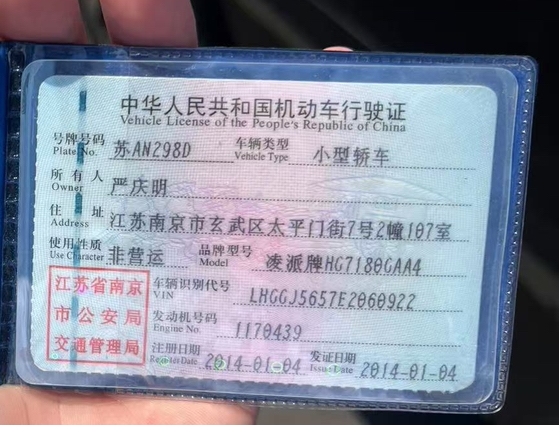 中华人民共和国机动车行驶证
Vehicle License of the People's Republic of China
号牌号码 苏AN298D 车辆类型 小型轿车
Plate No. Vehicle Type
所有人 严庆明
Owner
住址 江苏南京市玄武区太平门街7号2幢107室
Address
使用性质 非营运 品牌型号 凌派牌HG7180GAA4
Use Character Model
江苏省南京
市公安局
交通管理局
车辆识别代号 LHGGJ5657E2060922
VIN
发动机号码 1170439
Engine No.
注册日期 2014-01-04 发证日期 2014-01-04
Register Date Issue Date